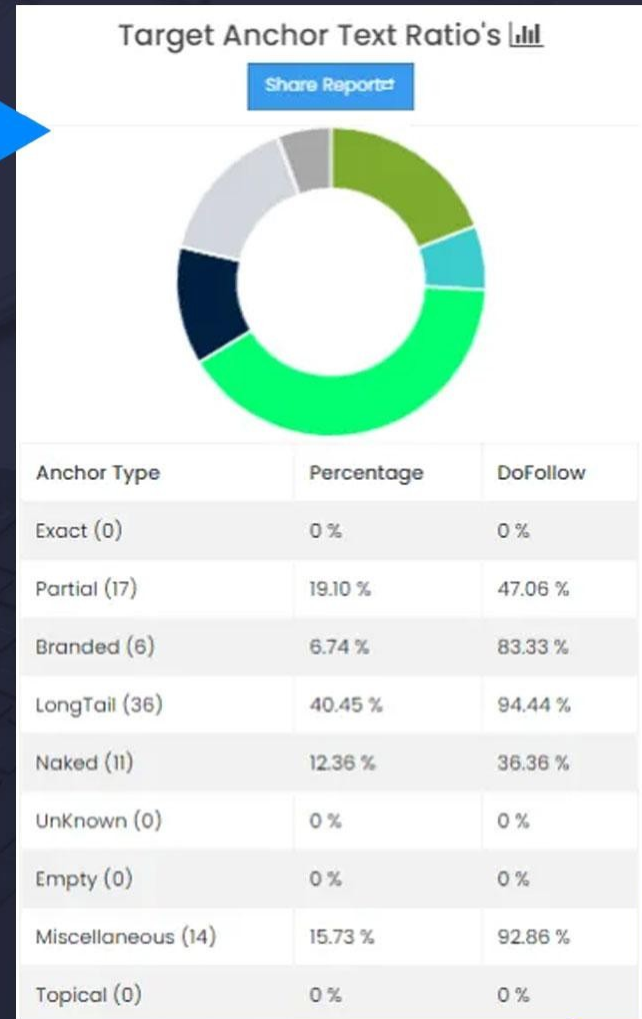 Target Anchor Text Ratio's
Share Report
Anchor Type Percentage DoFollow
Exact (0) 0 % 0 %
Partial (17) 19.10 % 47.06 %
Branded (6) 6.74 % 83.33 %
LongTail (36) 40.45 % 94.44 %
Naked (11) 12.36 % 36.36 %
UnKnown (0) 0 % 0 %
Empty (0) 0 % 0 %
Miscellaneous (14) 15.73 % 92.86 %
Topical (0) 0 % 0 %